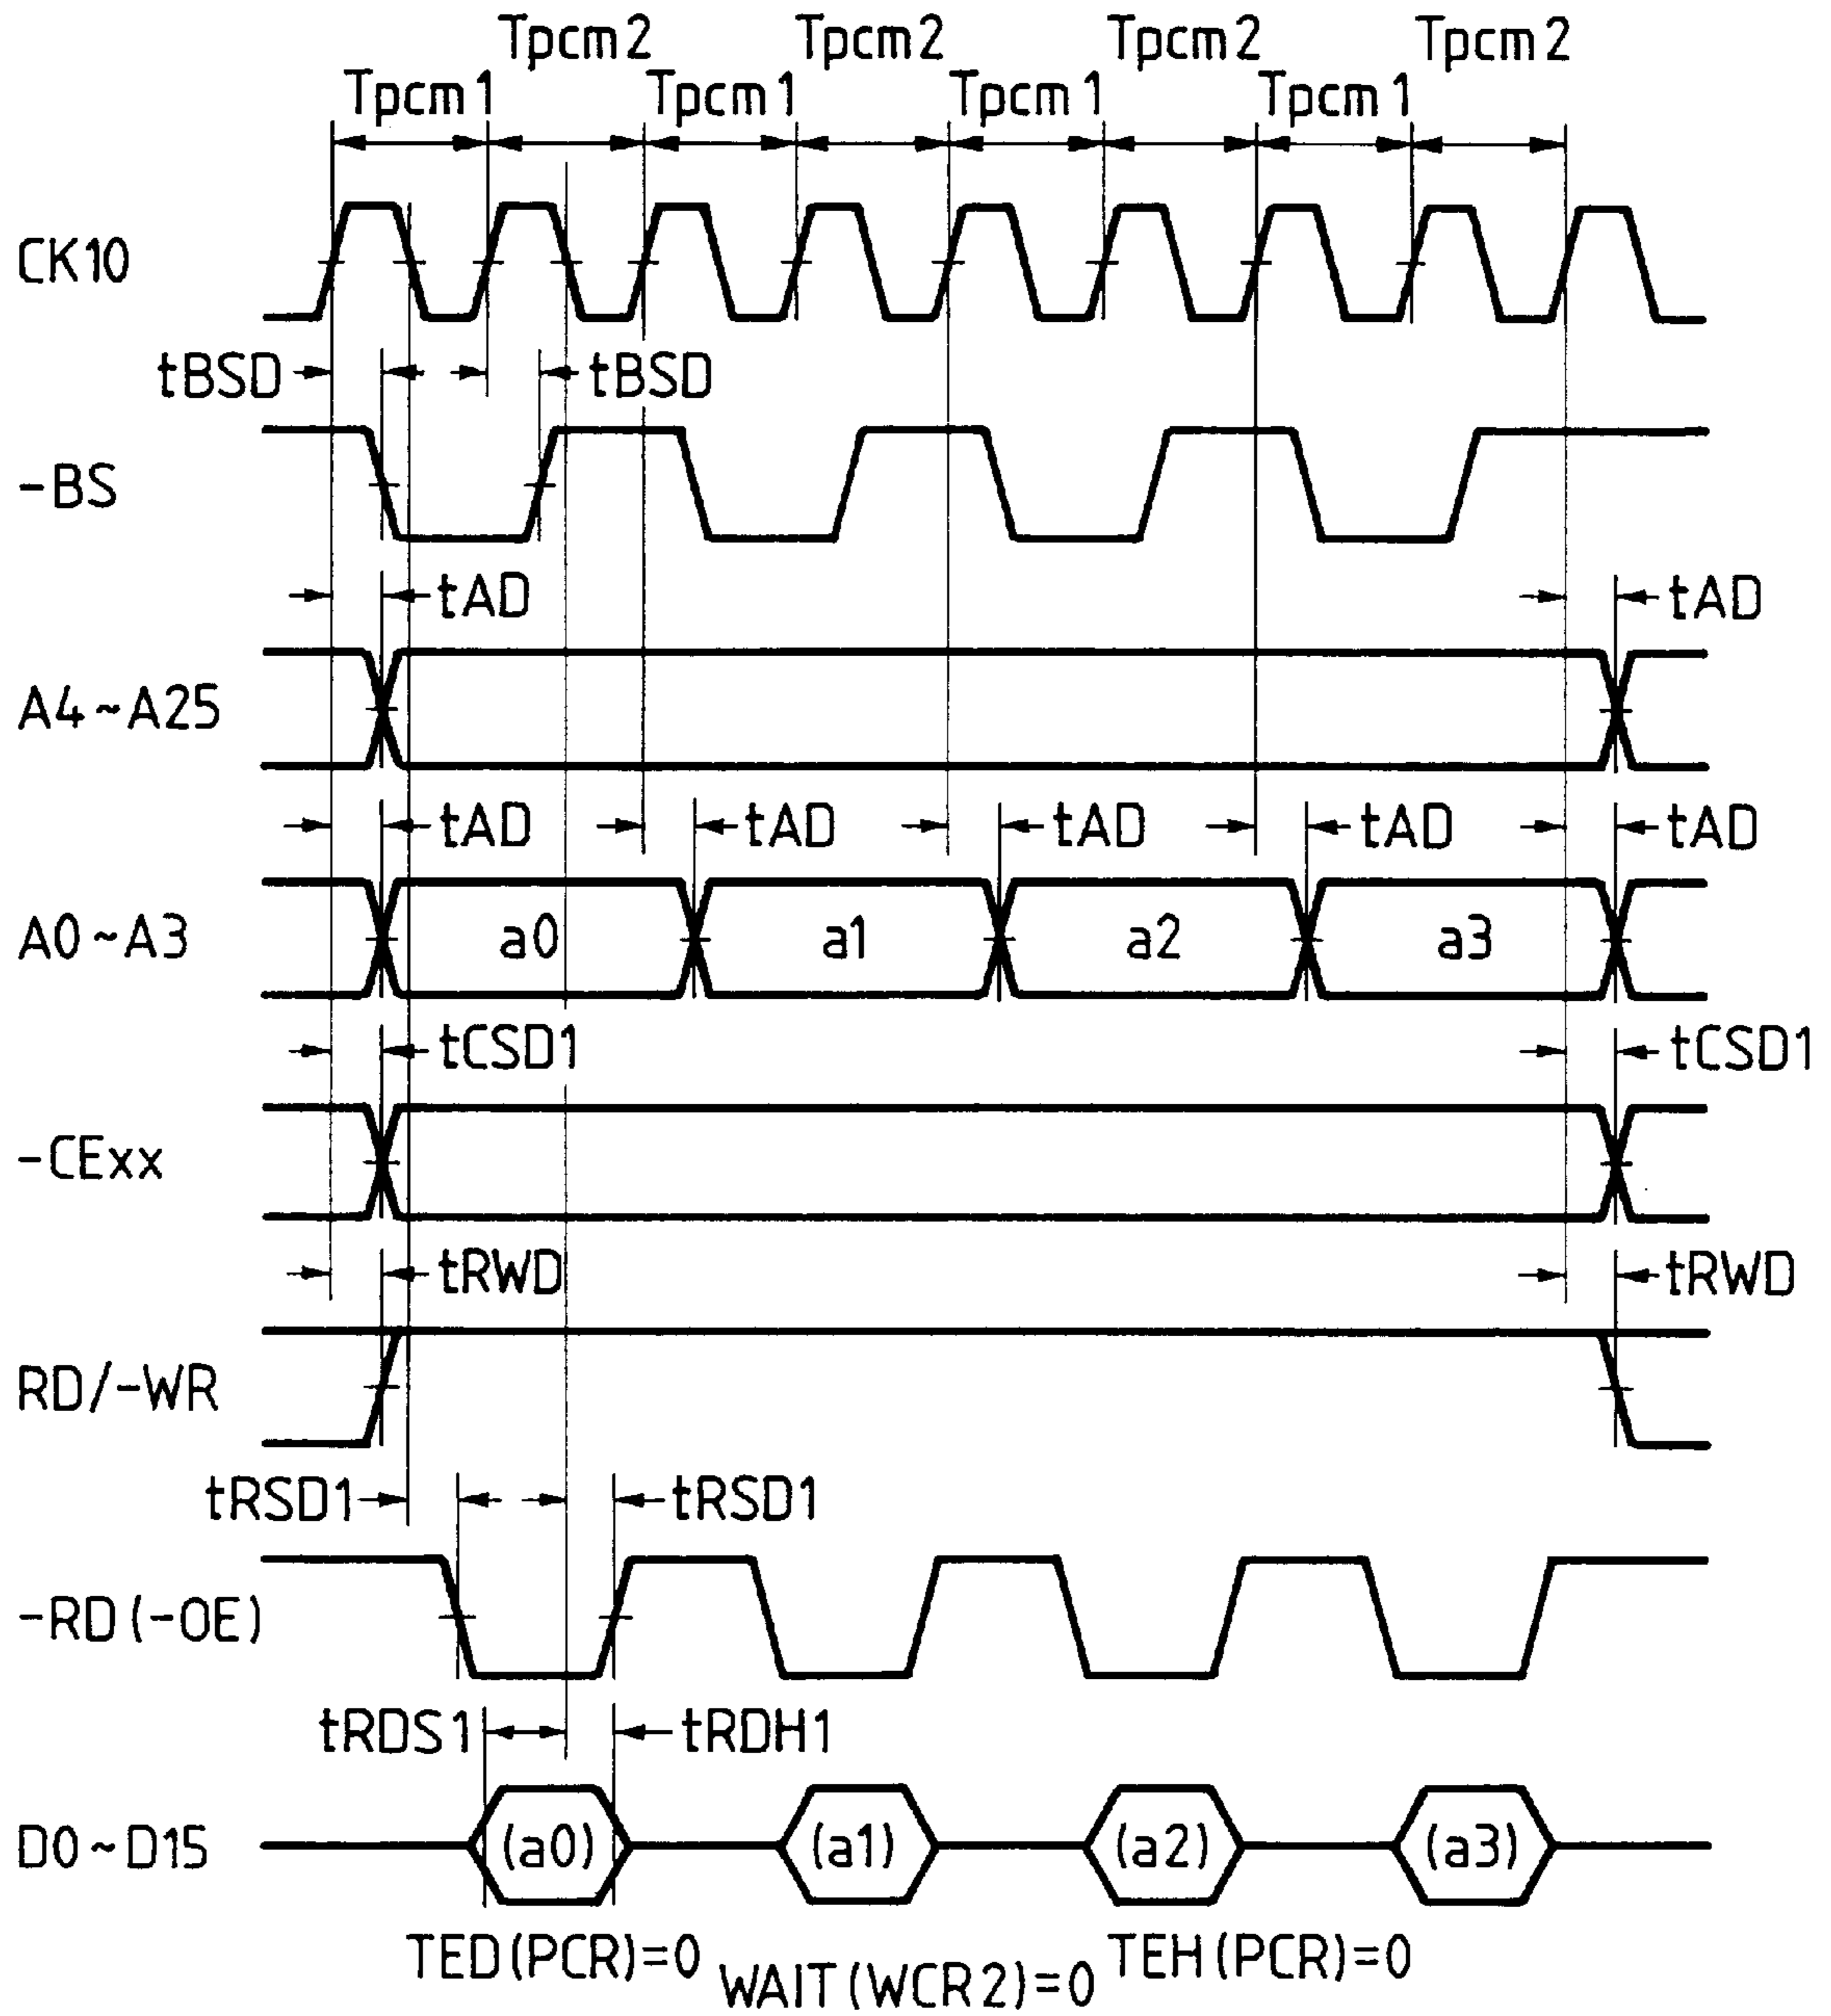 Tpcm2 Tpcm2 Tpcm2 Tpcm2
Tpcm1 Tpcm1 Tpcm1 Tpcm1
CK10
tBSD tBSD
-BS
tAD tAD
A4~A25
tAD tAD tAD tAD tAD
A0~A3 a0 a1 a2 a3
tCSD1 tCSD1
-CExx
tRWD tRWD
RD/-WR
tRSD1 tRSD1
-RD(-OE)
tRDS1 tRDH1
D0~D15 (a0) (a1) (a2) (a3)
TED(PCR)=0 WAIT(WCR2)=0 TEH(PCR)=0